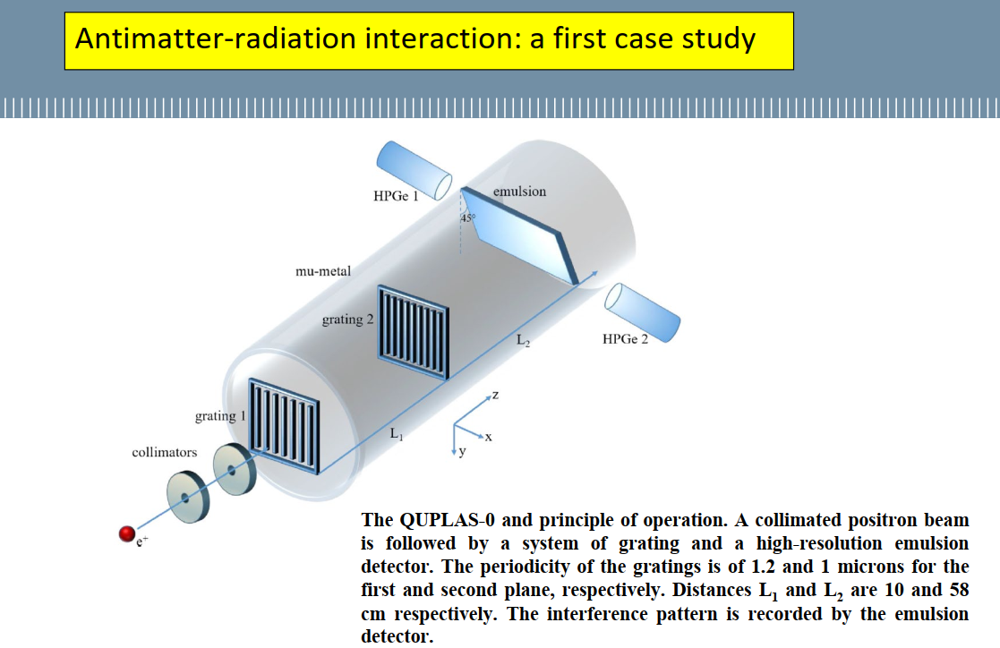 Antimatter-radiation interaction: a first case study
HPGe 1
emulsion
45°
mu-metal
grating 2
L₂
HPGe 2
grating 1
L₁
z
x
y
collimators
e⁺
The QUPLAS-0 and principle of operation. A collimated positron beam
is followed by a system of grating and a high-resolution emulsion
detector. The periodicity of the gratings is of 1.2 and 1 microns for the
first and second plane, respectively. Distances L₁ and L₂ are 10 and 58
cm respectively. The interference pattern is recorded by the emulsion
detector.